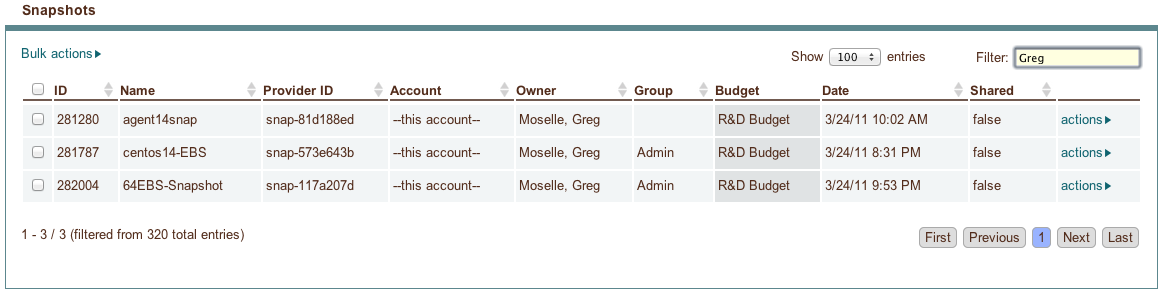 Snapshots
Bulk actions
Show 100 entries Filter: Greg
ID Name Provider ID Account Owner Group Budget Date Shared
281280 agent14snap snap-81d188ed --this account-- Moselle, Greg R&D Budget 3/24/11 10:02 AM false actions
281787 centos14-EBS snap-573e643b --this account-- Moselle, Greg Admin R&D Budget 3/24/11 8:31 PM false actions
282004 64EBS-Snapshot snap-117a207d --this account-- Moselle, Greg Admin R&D Budget 3/24/11 9:53 PM false actions
1 - 3 / 3 (filtered from 320 total entries) First Previous 1 Next Last